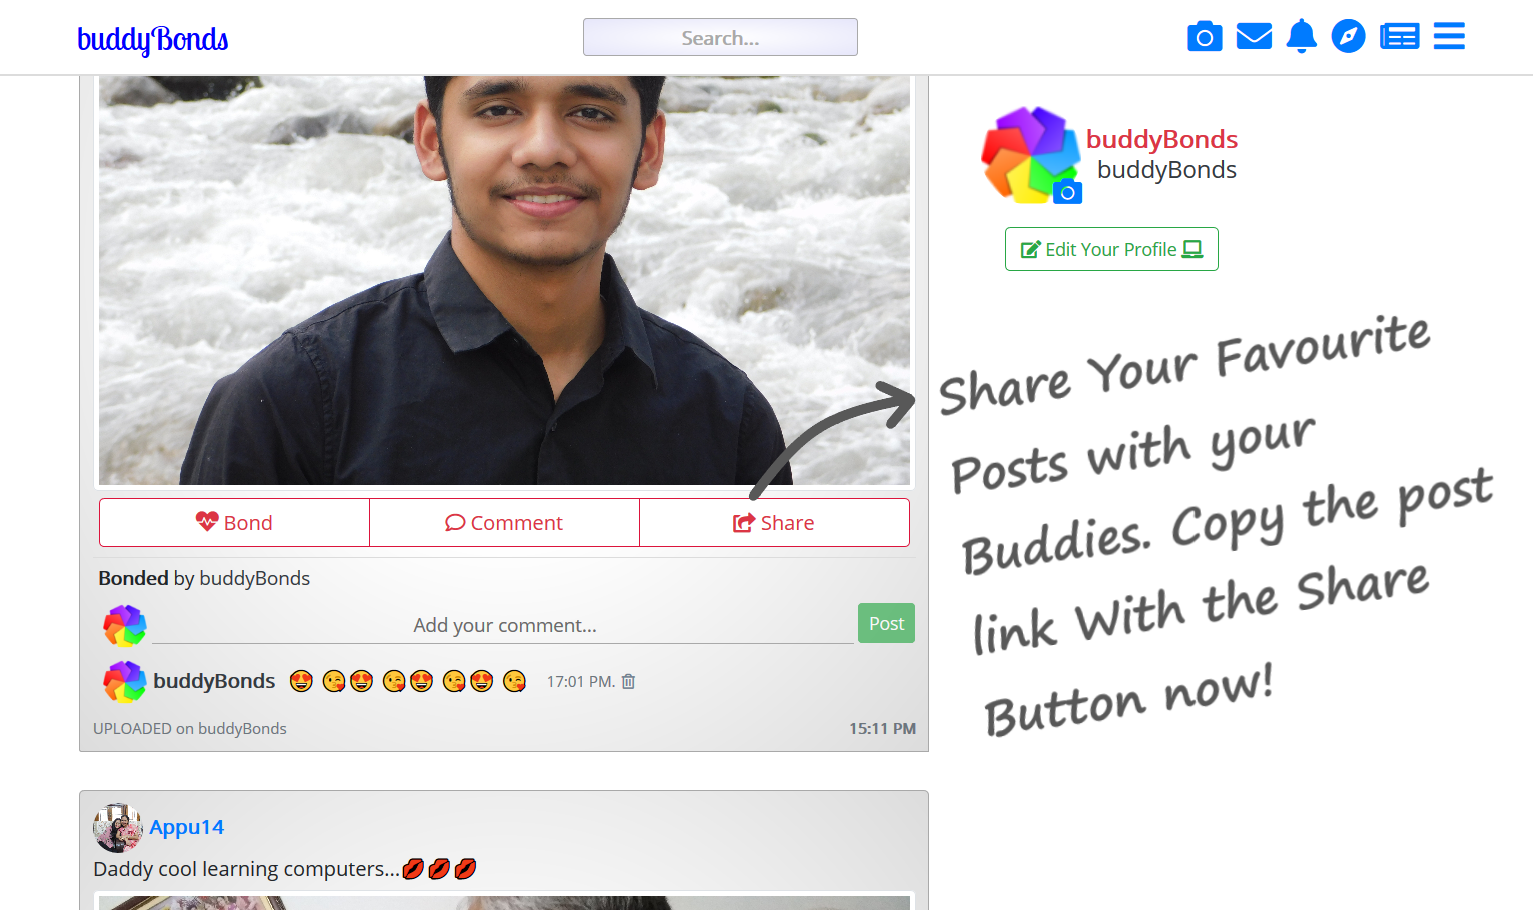 buddyBonds
Search...
buddyBonds
buddyBonds
Edit Your Profile
Share Your Favourite
Posts with your
Buddies. Copy the post
link With the Share
Button now!
Bond
Comment
Share
Bonded by buddyBonds
Add your comment...
Post
buddyBonds 😍 😘😍 😘😍 😘😍 😘 17:01 PM.
UPLOADED on buddyBonds
15:11 PM
Appu14
Daddy cool learning computers...💋💋💋